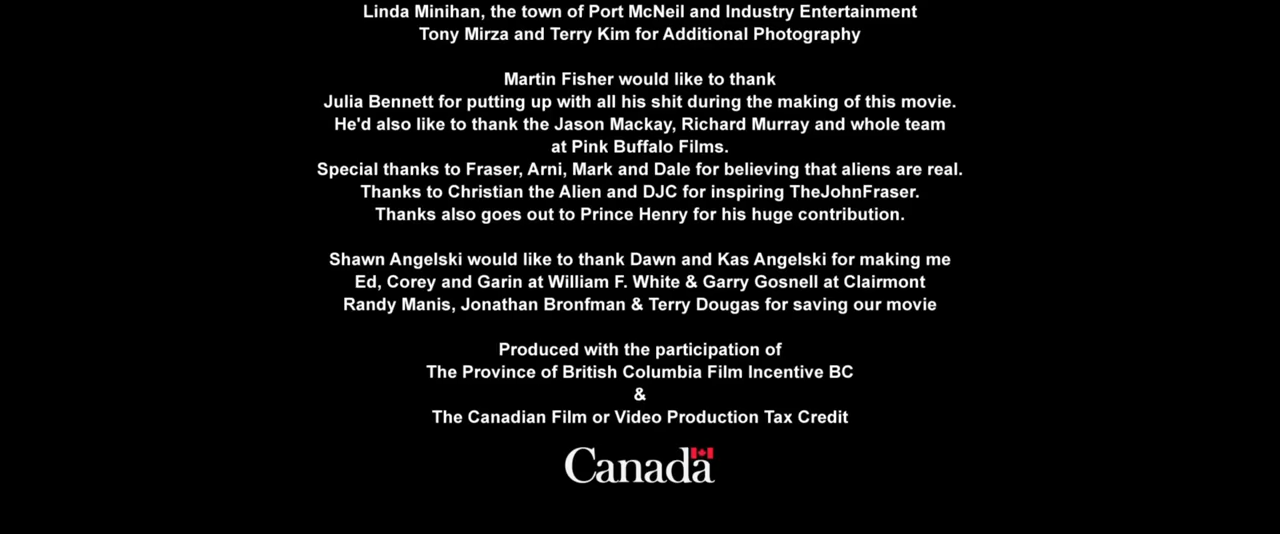 Linda Minihan, the town of Port McNeil and Industry Entertainment
Tony Mirza and Terry Kim for Additional Photography
Martin Fisher would like to thank
Julia Bennett for putting up with all his shit during the making of this movie.
He'd also like to thank the Jason Mackay, Richard Murray and whole team
at Pink Buffalo Films.
Special thanks to Fraser, Arni, Mark and Dale for believing that aliens are real.
Thanks to Christian the Alien and DJC for inspiring TheJohnFraser.
Thanks also goes out to Prince Henry for his huge contribution.
Shawn Angelski would like to thank Dawn and Kas Angelski for making me
Ed, Corey and Garin at William F. White & Garry Gosnell at Clairmont
Randy Manis, Jonathan Bronfman & Terry Dougas for saving our movie
Produced with the participation of
The Province of British Columbia Film Incentive BC
&
The Canadian Film or Video Production Tax Credit
Canada